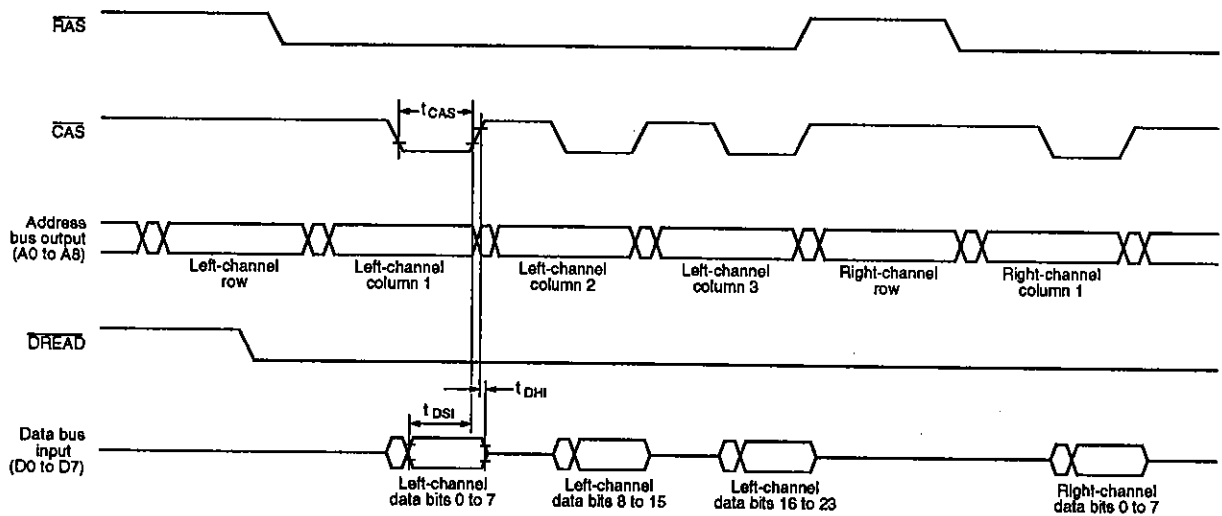 RAS
CAS
tCAS
Address
bus output
(A0 to A8)
Left-channel
row
Left-channel
column 1
Left-channel
column 2
Left-channel
column 3
Right-channel
row
Right-channel
column 1
DREAD
tDHI
tDSI
Data bus
input
(D0 to D7)
Left-channel
data bits 0 to 7
Left-channel
data bits 8 to 15
Left-channel
data bits 16 to 23
Right-channel
data bits 0 to 7